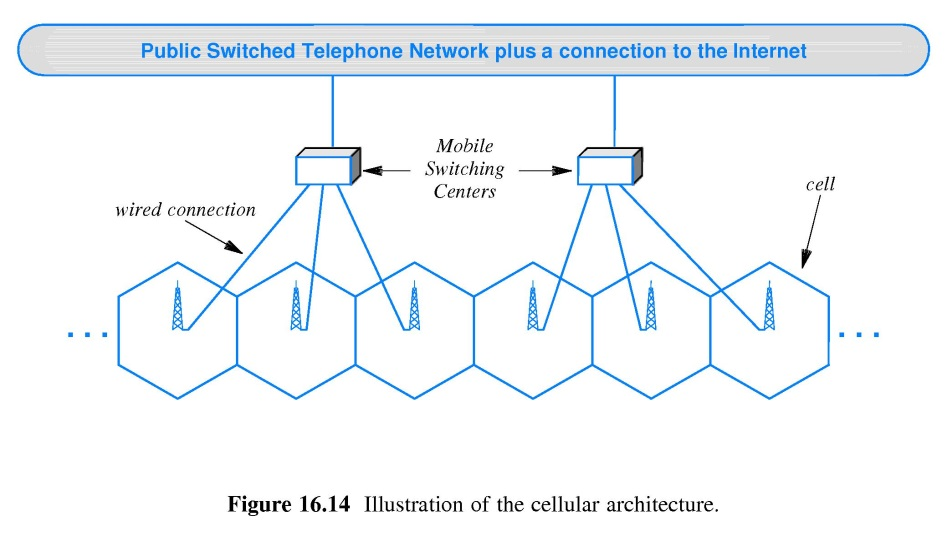 Public Switched Telephone Network plus a connection to the Internet
Mobile
Switching
Centers
cell
wired connection
. . .
. . .
Figure 16.14 Illustration of the cellular architecture.